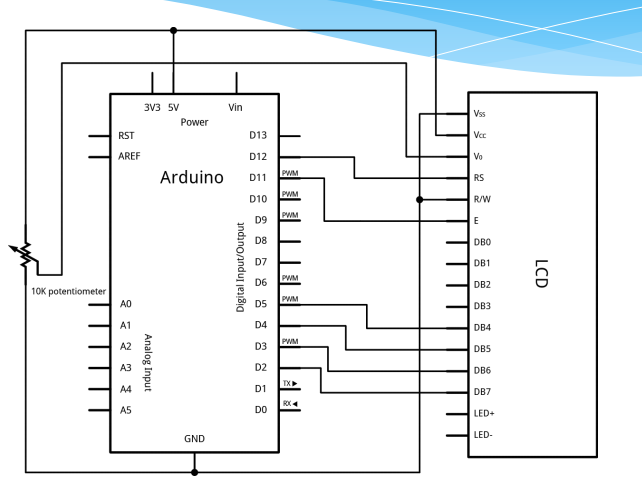 3V3 5V Vin
Power
RST
AREF
Arduino
D13
D12
D11 PWM
D10 PWM
D9 PWM
D8
D7
D6 PWM
D5 PWM
D4
D3 PWM
D2
D1 TX ▶
D0 RX ◀
Digital Input/Output
10K potentiometer
A0
A1
A2
A3
A4
A5
Analog Input
GND
Vss
Vcc
V0
RS
R/W
E
DB0
DB1
DB2
DB3
DB4
DB5
DB6
DB7
LED+
LED-
LCD